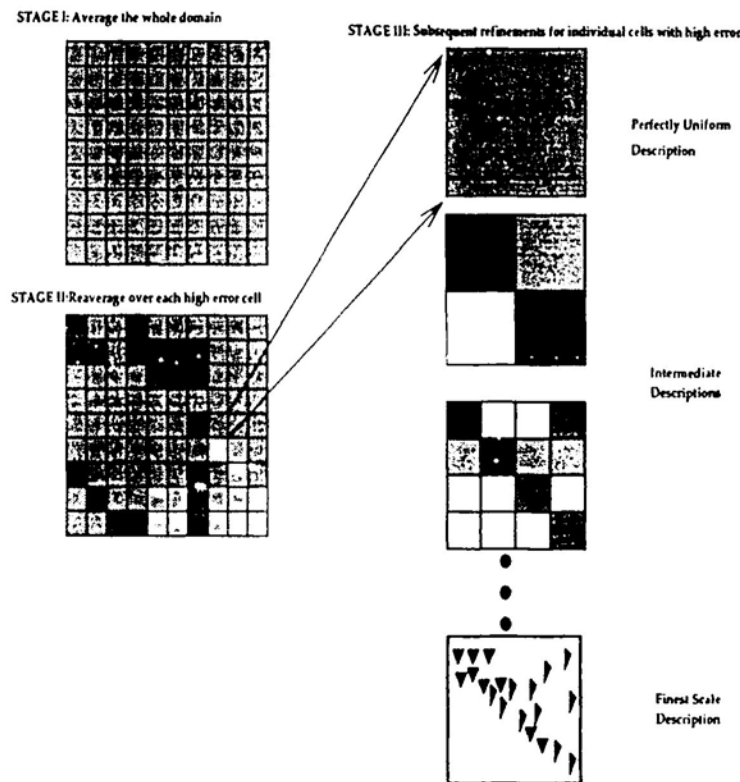 STAGE I: Average the whole domain
STAGE III: Subsequent refinements for individual cells with high error
Perfectly Uniform
Description
STAGE II:Reaverage over each high error cell
Intermediate
Descriptions
Finest Scale
Description